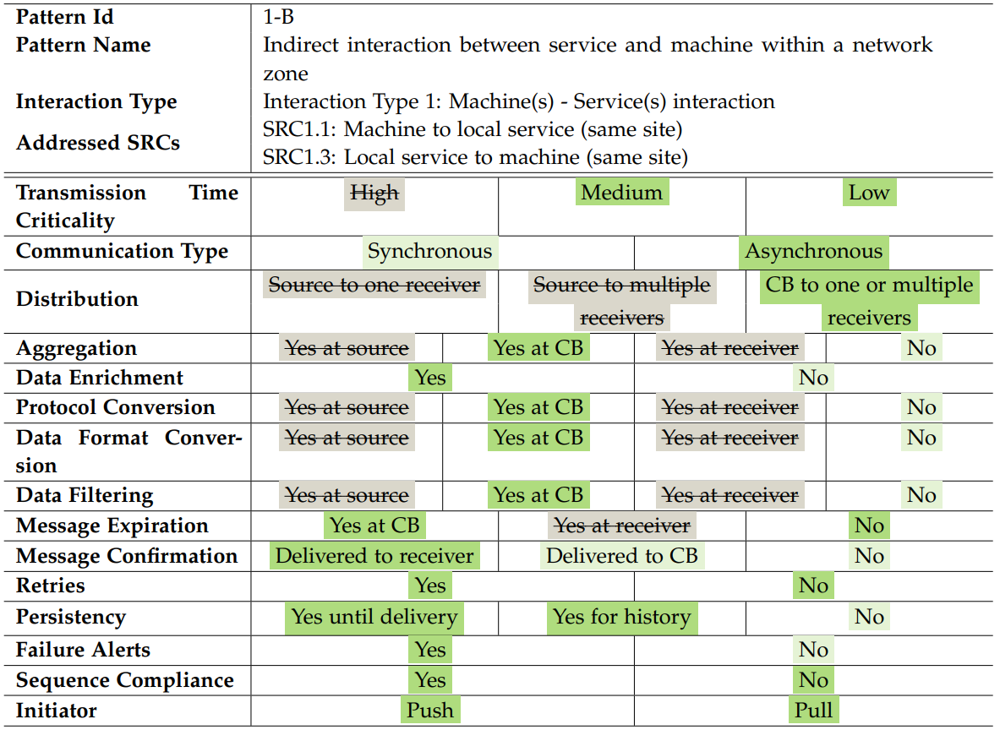 Pattern Id 1-B
Pattern Name Indirect interaction between service and machine within a network
zone
Interaction Type Interaction Type 1: Machine(s) - Service(s) interaction
Addressed SRCs SRC1.1: Machine to local service (same site)
SRC1.3: Local service to machine (same site)
Transmission Time High Medium Low
Criticality
Communication Type Synchronous Asynchronous
Distribution Source to one receiver Source to multiple CB to one or multiple
receivers receivers
Aggregation Yes at source Yes at CB Yes at receiver No
Data Enrichment Yes No
Protocol Conversion Yes at source Yes at CB Yes at receiver No
Data Format Conver- Yes at source Yes at CB Yes at receiver No
sion
Data Filtering Yes at source Yes at CB Yes at receiver No
Message Expiration Yes at CB Yes at receiver No
Message Confirmation Delivered to receiver Delivered to CB No
Retries Yes No
Persistency Yes until delivery Yes for history No
Failure Alerts Yes No
Sequence Compliance Yes No
Initiator Push Pull